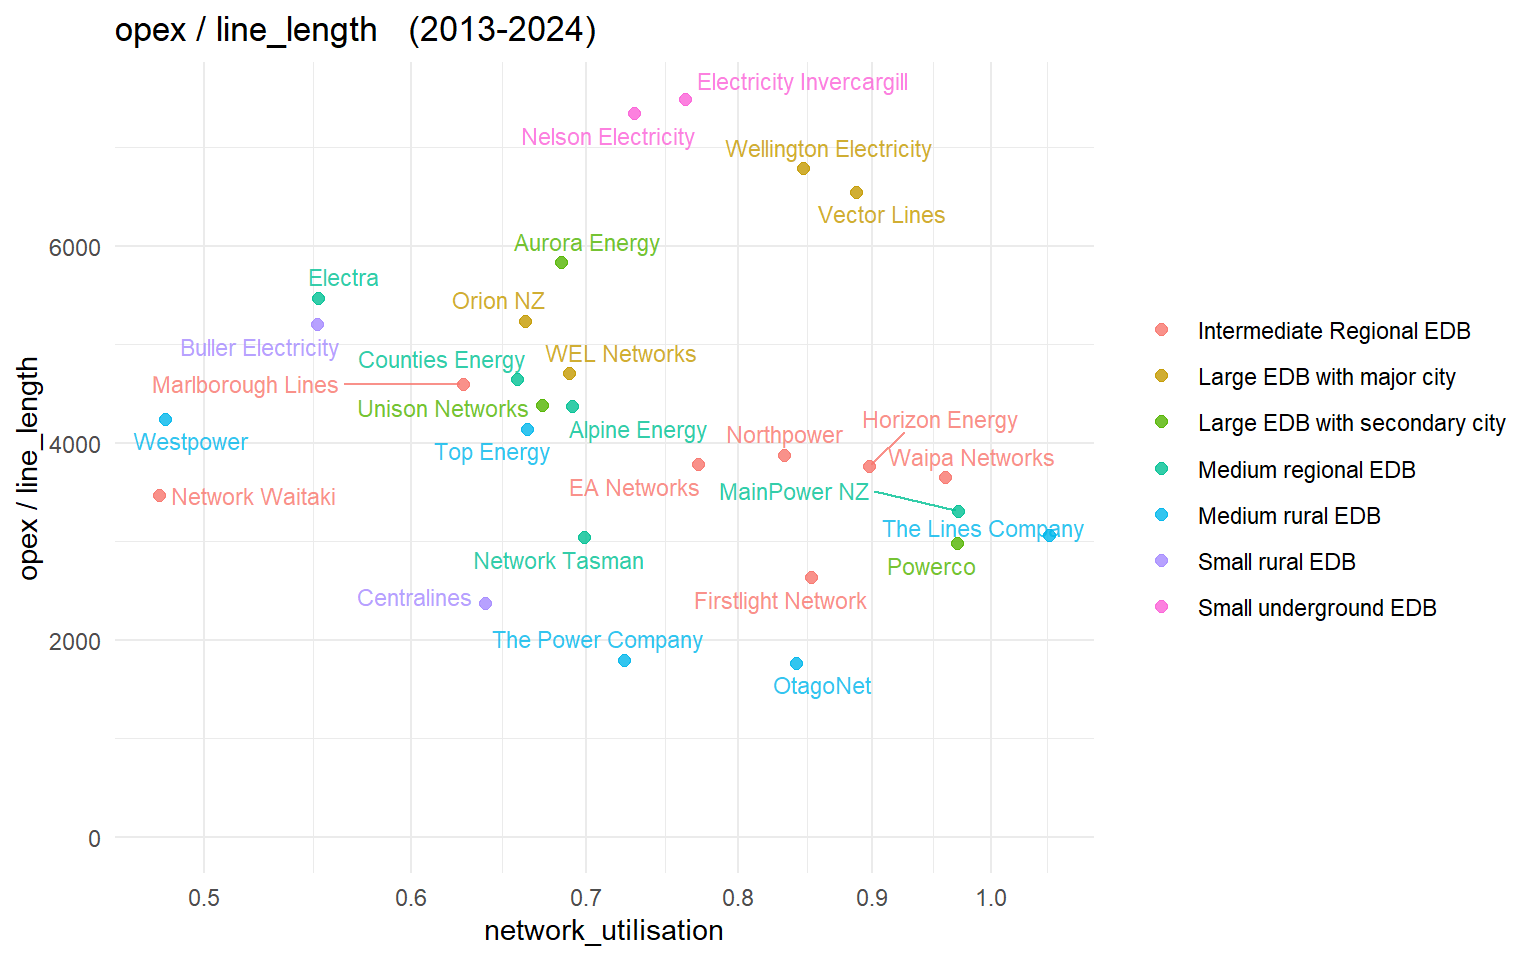 opex / line_length (2013-2024)
Electricity Invercargill
Nelson Electricity
Wellington Electricity
Vector Lines
Aurora Energy
6000
Electra
Orion NZ
Buller Electricity
Counties Energy
WEL Networks
Marlborough Lines
Unison Networks
Horizon Energy
Alpine Energy
Northpower
4000
Westpower
Top Energy
Waipa Networks
EA Networks
MainPower NZ
Network Waitaki
The Lines Company
Network Tasman
Powerco
Centralines
Firstlight Network
2000
The Power Company
OtagoNet
0
opex / line_length
0.5 0.6 0.7 0.8 0.9 1.0
network_utilisation
Intermediate Regional EDB
Large EDB with major city
Large EDB with secondary city
Medium regional EDB
Medium rural EDB
Small rural EDB
Small underground EDB